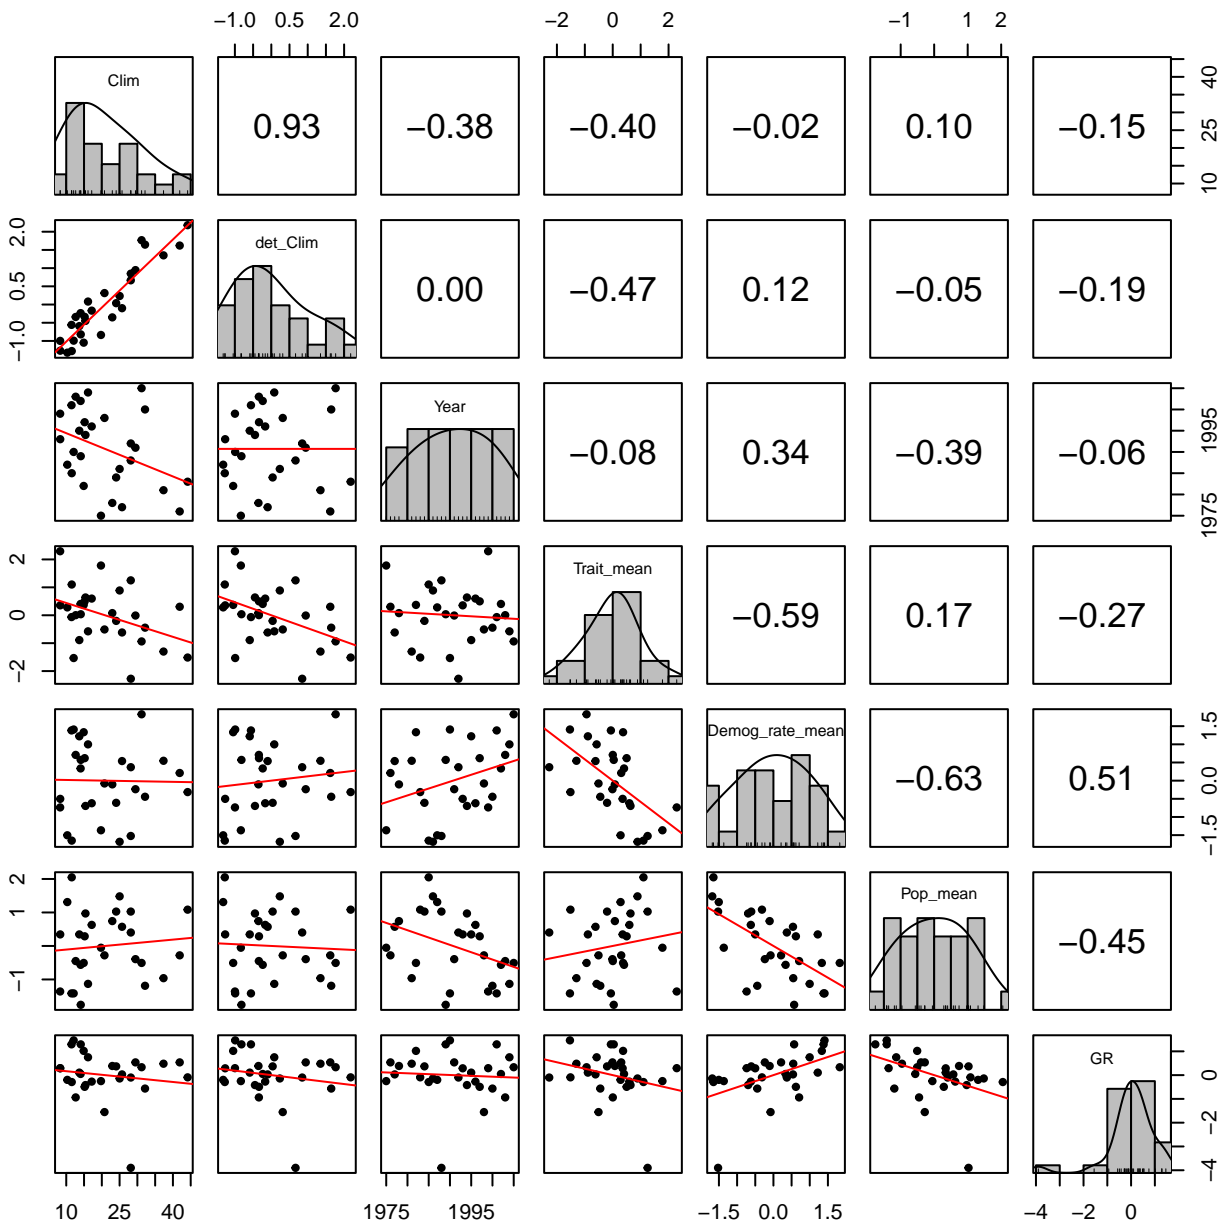 −1.0 0.5 2.0 −2 0 2 −1 1 2
Clim 0.93 −0.38 −0.40 −0.02 0.10 −0.15 10 25 40
−1.0 0.5 2.0 det_Clim 0.00 −0.47 0.12 −0.05 −0.19
Year −0.08 0.34 −0.39 −0.06 1975 1995
−2 0 2 Trait_mean −0.59 0.17 −0.27
Demog_rate_mean −0.63 0.51 −1.5 0.0 1.5
−1 1 2 Pop_mean −0.45
GR −4 −2 0
10 25 40 1975 1995 −1.5 0.0 1.5 −4 −2 0